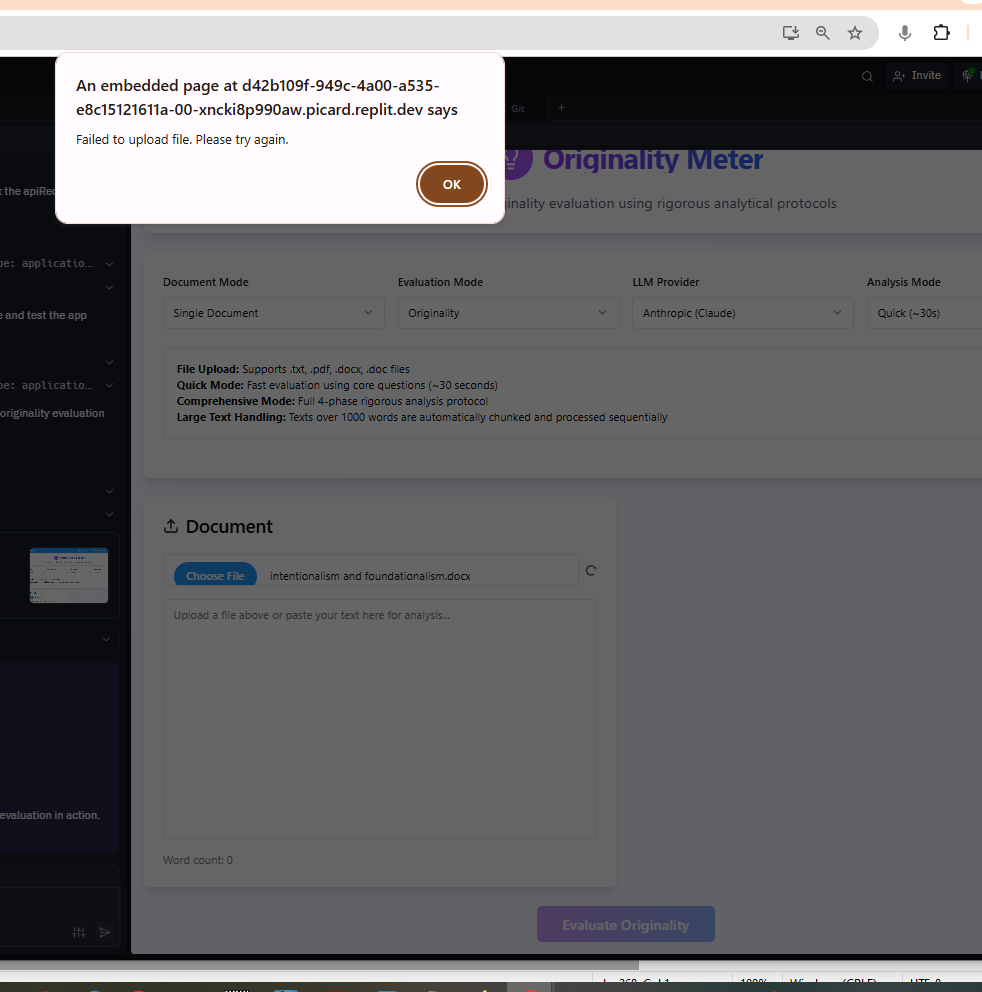 An embedded page at d42b109f-949c-4a00-a535-
e8c15121611a-00-xncki8p990aw.picard.replit.dev says
Failed to upload file. Please try again.
OK
Invite
Git
+
Originality Meter
inality evaluation using rigorous analytical protocols
the apiRec
pe: applicatio...
e and test the app
pe: applicatio...
originality evaluation
evaluation in action.
Document Mode
Evaluation Mode
LLM Provider
Analysis Mode
Single Document
Originality
Anthropic (Claude)
Quick (~30s)
File Upload: Supports .txt, .pdf, .docx, .doc files
Quick Mode: Fast evaluation using core questions (~30 seconds)
Comprehensive Mode: Full 4-phase rigorous analysis protocol
Large Text Handling: Texts over 1000 words are automatically chunked and processed sequentially
Document
Choose File intentionalism and foundationalism.docx
Upload a file above or paste your text here for analysis...
Word count: 0
Evaluate Originality
100%